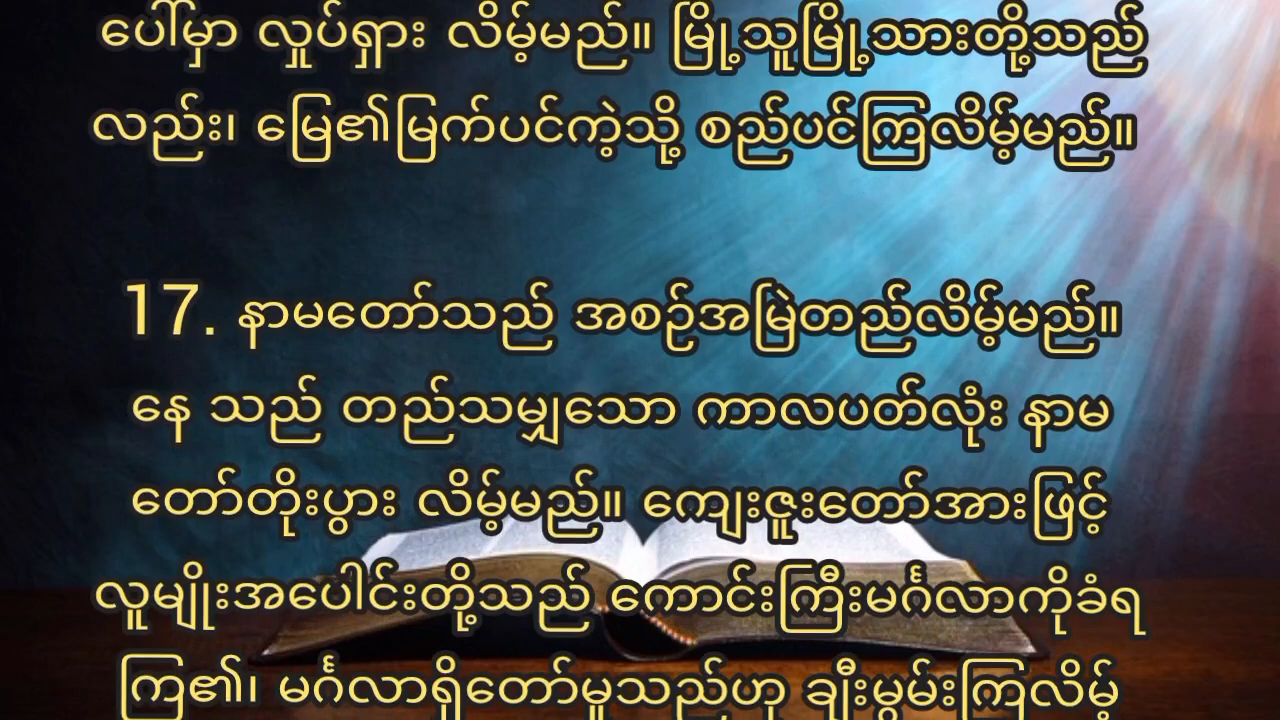 ပေါ်မှာ လှုပ်ရှား လိမ့်မည်။ မြို့သူမြို့သားတို့သည်
လည်း၊ မြေ၏မြက်ပင်ကဲ့သို့ စည်ပင်ကြလိမ့်မည်။
17. နာမတော်သည် အစဉ်အမြဲတည်လိမ့်မည်။
နေ သည် တည်သမျှသော ကာလပတ်လုံး နာမ
တော်တိုးပွား လိမ့်မည်။ ကျေးဇူးတော်အားဖြင့်
လူမျိုးအပေါင်းတို့သည် ကောင်းကြီးမင်္ဂလာကိုခံရ
ကြ၏၊ မင်္ဂလာရှိတော်မူသည်ဟု ချီးမွမ်းကြလိမ့်